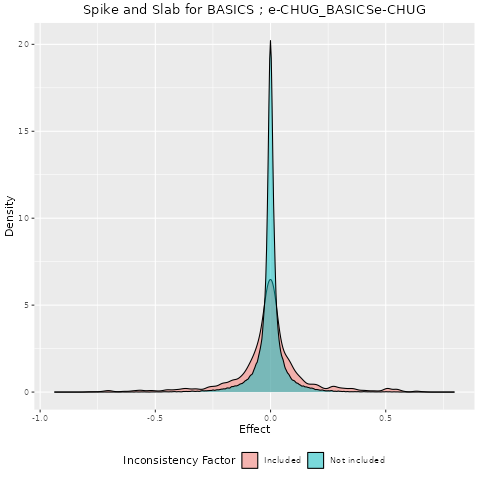 Spike and Slab for BASICS ; e-CHUG_BASICSe-CHUG
Density
20
15
10
5
0
-1.0 -0.5 0.0 0.5
Effect
Inconsistency Factor Included Not included